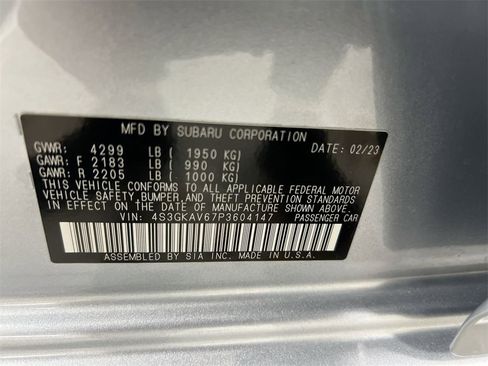 MFD BY SUBARU CORPORATION
GVWR: 4299 LB ( 1950 KG) DATE: 02/23
GAWR: F 2183 LB ( 990 KG)
GAWR: R 2205 LB ( 1000 KG)
THIS VEHICLE CONFORMS TO ALL APPLICABLE FEDERAL MOTOR
VEHICLE SAFETY,BUMPER,AND THEFT PREVENTION STANDARDS
IN EFFECT ON THE DATE OF MANUFACTURE SHOWN ABOVE.
VIN: 4S3GKAV67P3604147 PASSENGER CAR
ASSEMBLED BY SIA INC. MADE IN U.S.A.